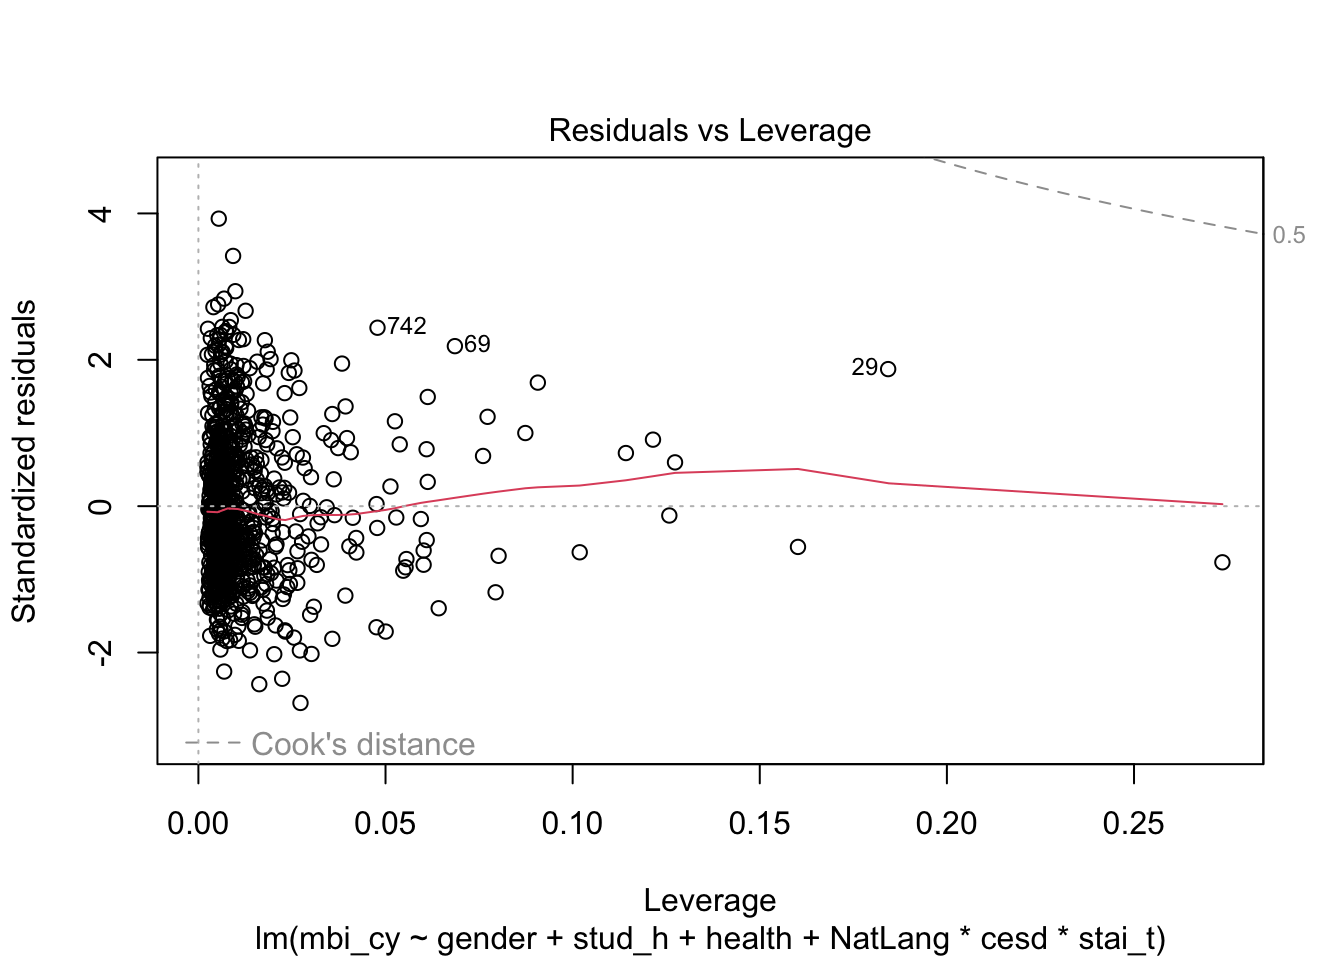 Residuals vs Leverage
Standardized residuals
4
2
0
-2
0.5
742
69
29
Cook's distance
0.00 0.05 0.10 0.15 0.20 0.25
Leverage
lm(mbi_cy ~ gender + stud_h + health + NatLang * cesd * stai_t)